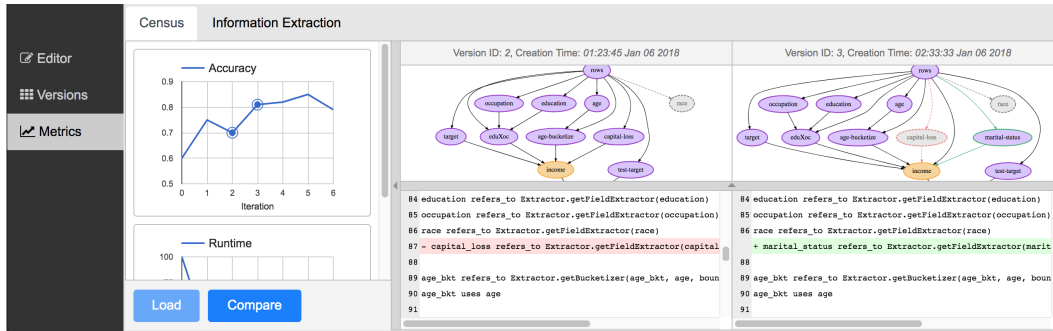 Census
Information Extraction
Editor
Versions
Metrics
Accuracy
0.9
0.8
0.7
0.6
0.5
0 1 2 3 4 5 6
Iteration
Runtime
100
Load
Compare
Version ID: 2, Creation Time: 01:23:45 Jan 06 2018
rows
occupation
education
age
race
target
eduXoc
age-bucketize
capital-loss
income
test-target
84 education refers_to Extractor.getFieldExtractor(education)
85 occupation refers_to Extractor.getFieldExtractor(occupation)
86 race refers_to Extractor.getFieldExtractor(race)
87 - capital_loss refers_to Extractor.getFieldExtractor(capital
88
89 age_bkt refers_to Extractor.getBucketizer(age_bkt, age, boun
90 age_bkt uses age
91
Version ID: 3, Creation Time: 02:33:33 Jan 06 2018
rows
occupation
education
age
race
target
eduXoc
age-bucketize
capital-loss
marital-status
income
test-target
84 education refers_to Extractor.getFieldExtractor(education)
85 occupation refers_to Extractor.getFieldExtractor(occupation)
86 race refers_to Extractor.getFieldExtractor(race)
+ marital_status refers_to Extractor.getFieldExtractor(marit
88
89 age_bkt refers_to Extractor.getBucketizer(age_bkt, age, boun
90 age_bkt uses age
91